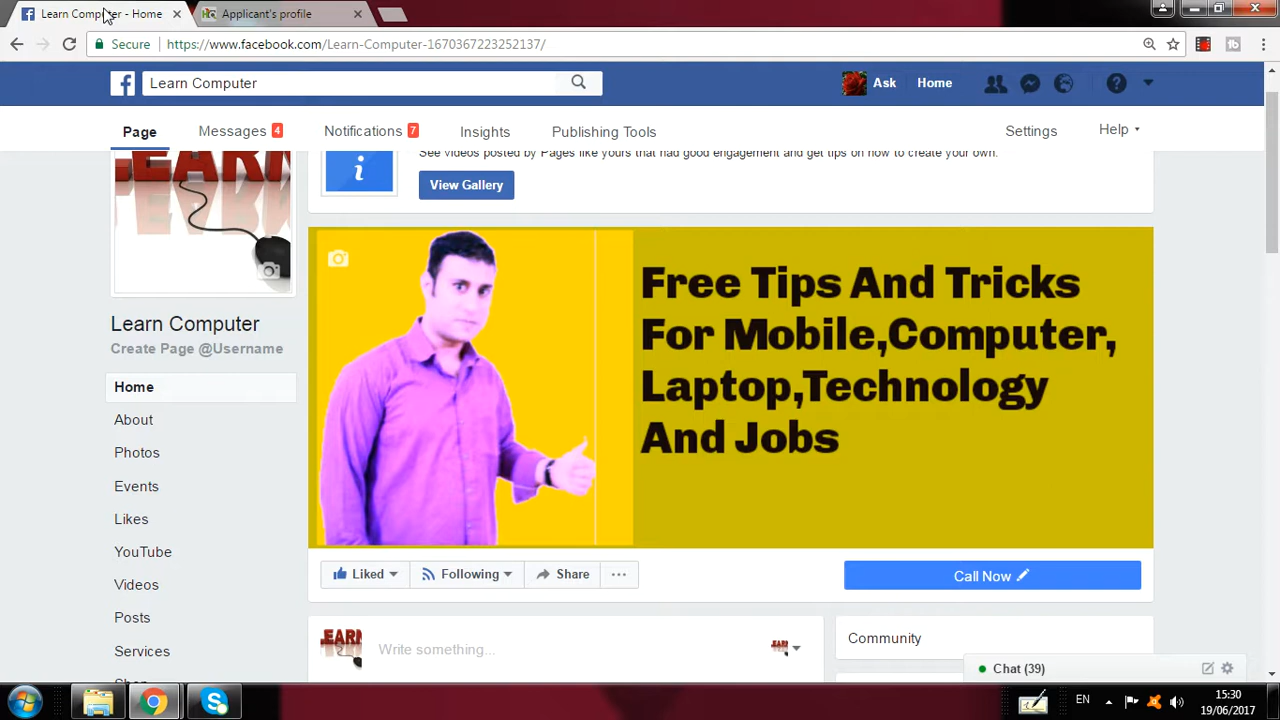 Learn Computer - Home
Applicant's profile
Secure
https://www.facebook.com/Learn-Computer-1670367223252137/
Learn Computer
Ask
Home
Page
Messages 4
Notifications 7
Insights
Publishing Tools
Settings
Help
See videos posted by Pages like yours that had good engagement and get tips on how to create your own.
View Gallery
LEARN
Learn Computer
Create Page @Username
Home
About
Photos
Events
Likes
YouTube
Videos
Posts
Services
Free Tips And Tricks
For Mobile,Computer,
Laptop,Technology
And Jobs
Liked
Following
Share
Call Now
Write something...
Community
Chat (39)
EN
15:30
19/06/2017